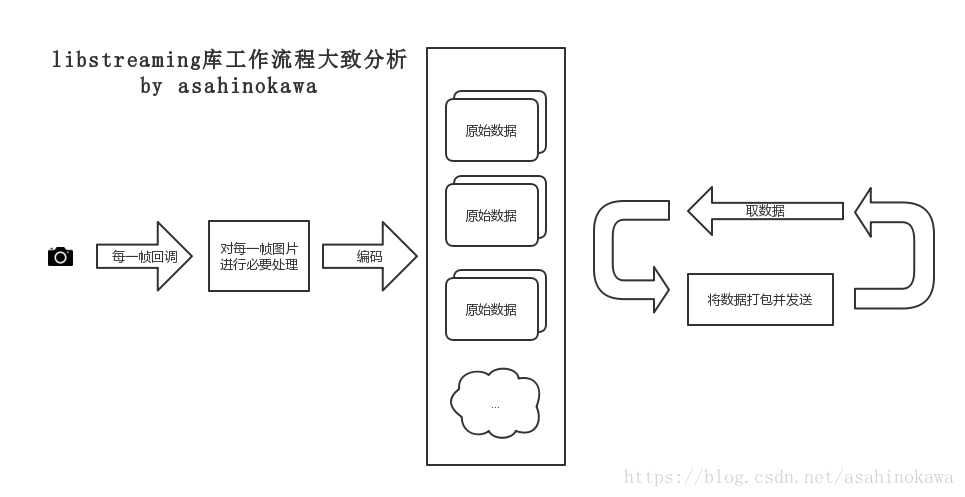 libstreaming库工作流程大致分析
by asahinokawa
每一帧回调
对每一帧图片
进行必要处理
编码
原始数据
原始数据
原始数据
...
取数据
将数据打包并发送
https://blog.csdn.net/asahinokawa